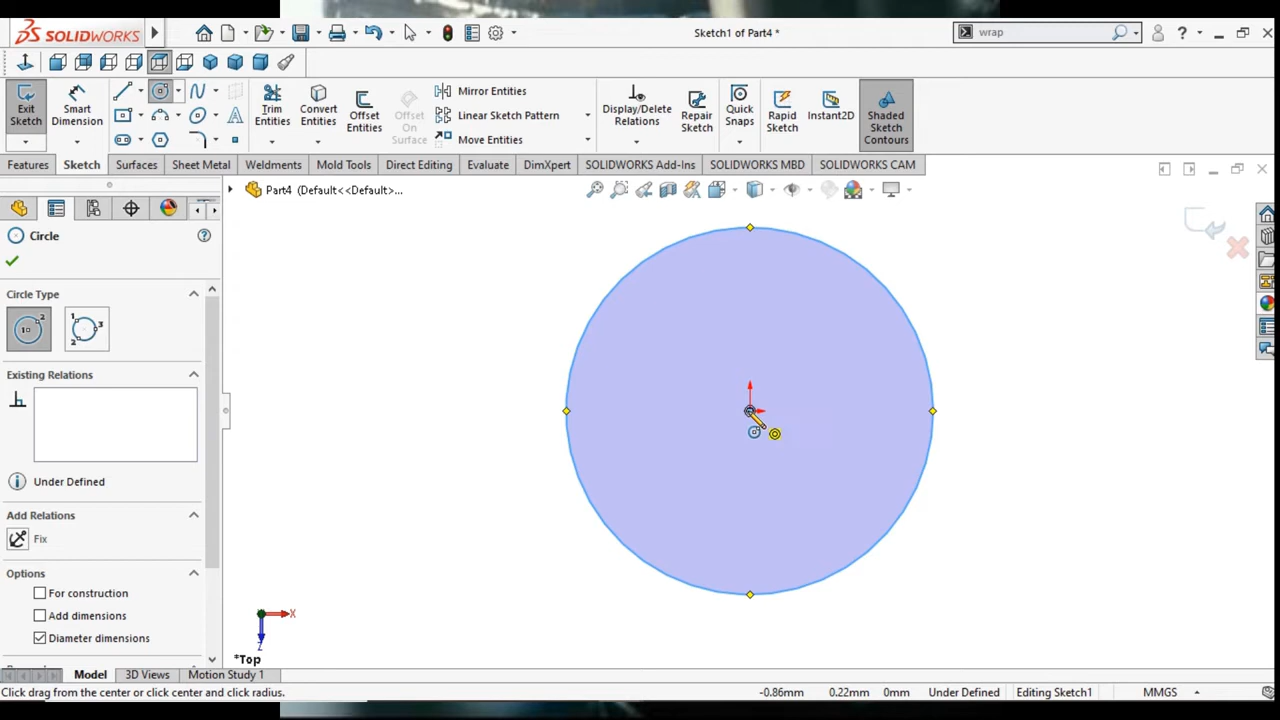 SOLIDWORKS
Sketch1 of Part4 *
wrap
Exit Sketch
Smart Dimension
Trim Entities
Convert Entities
Offset Entities
Offset On Surface
Mirror Entities
Linear Sketch Pattern
Move Entities
Display/Delete Relations
Repair Sketch
Quick Snaps
Rapid Sketch
Instant2D
Shaded Sketch Contours
Features Sketch Surfaces Sheet Metal Weldments Mold Tools Direct Editing Evaluate DimXpert SOLIDWORKS Add-Ins SOLIDWORKS MBD SOLIDWORKS CAM
Part4 (Default<<Default>...
Circle
Circle Type
Existing Relations
Under Defined
Add Relations
Fix
Options
For construction
Add dimensions
Diameter dimensions
X
Z
*Top
Model 3D Views Motion Study 1
Click drag from the center or click center and click radius.
-0.86mm 0.22mm 0mm Under Defined Editing Sketch1 MMGS